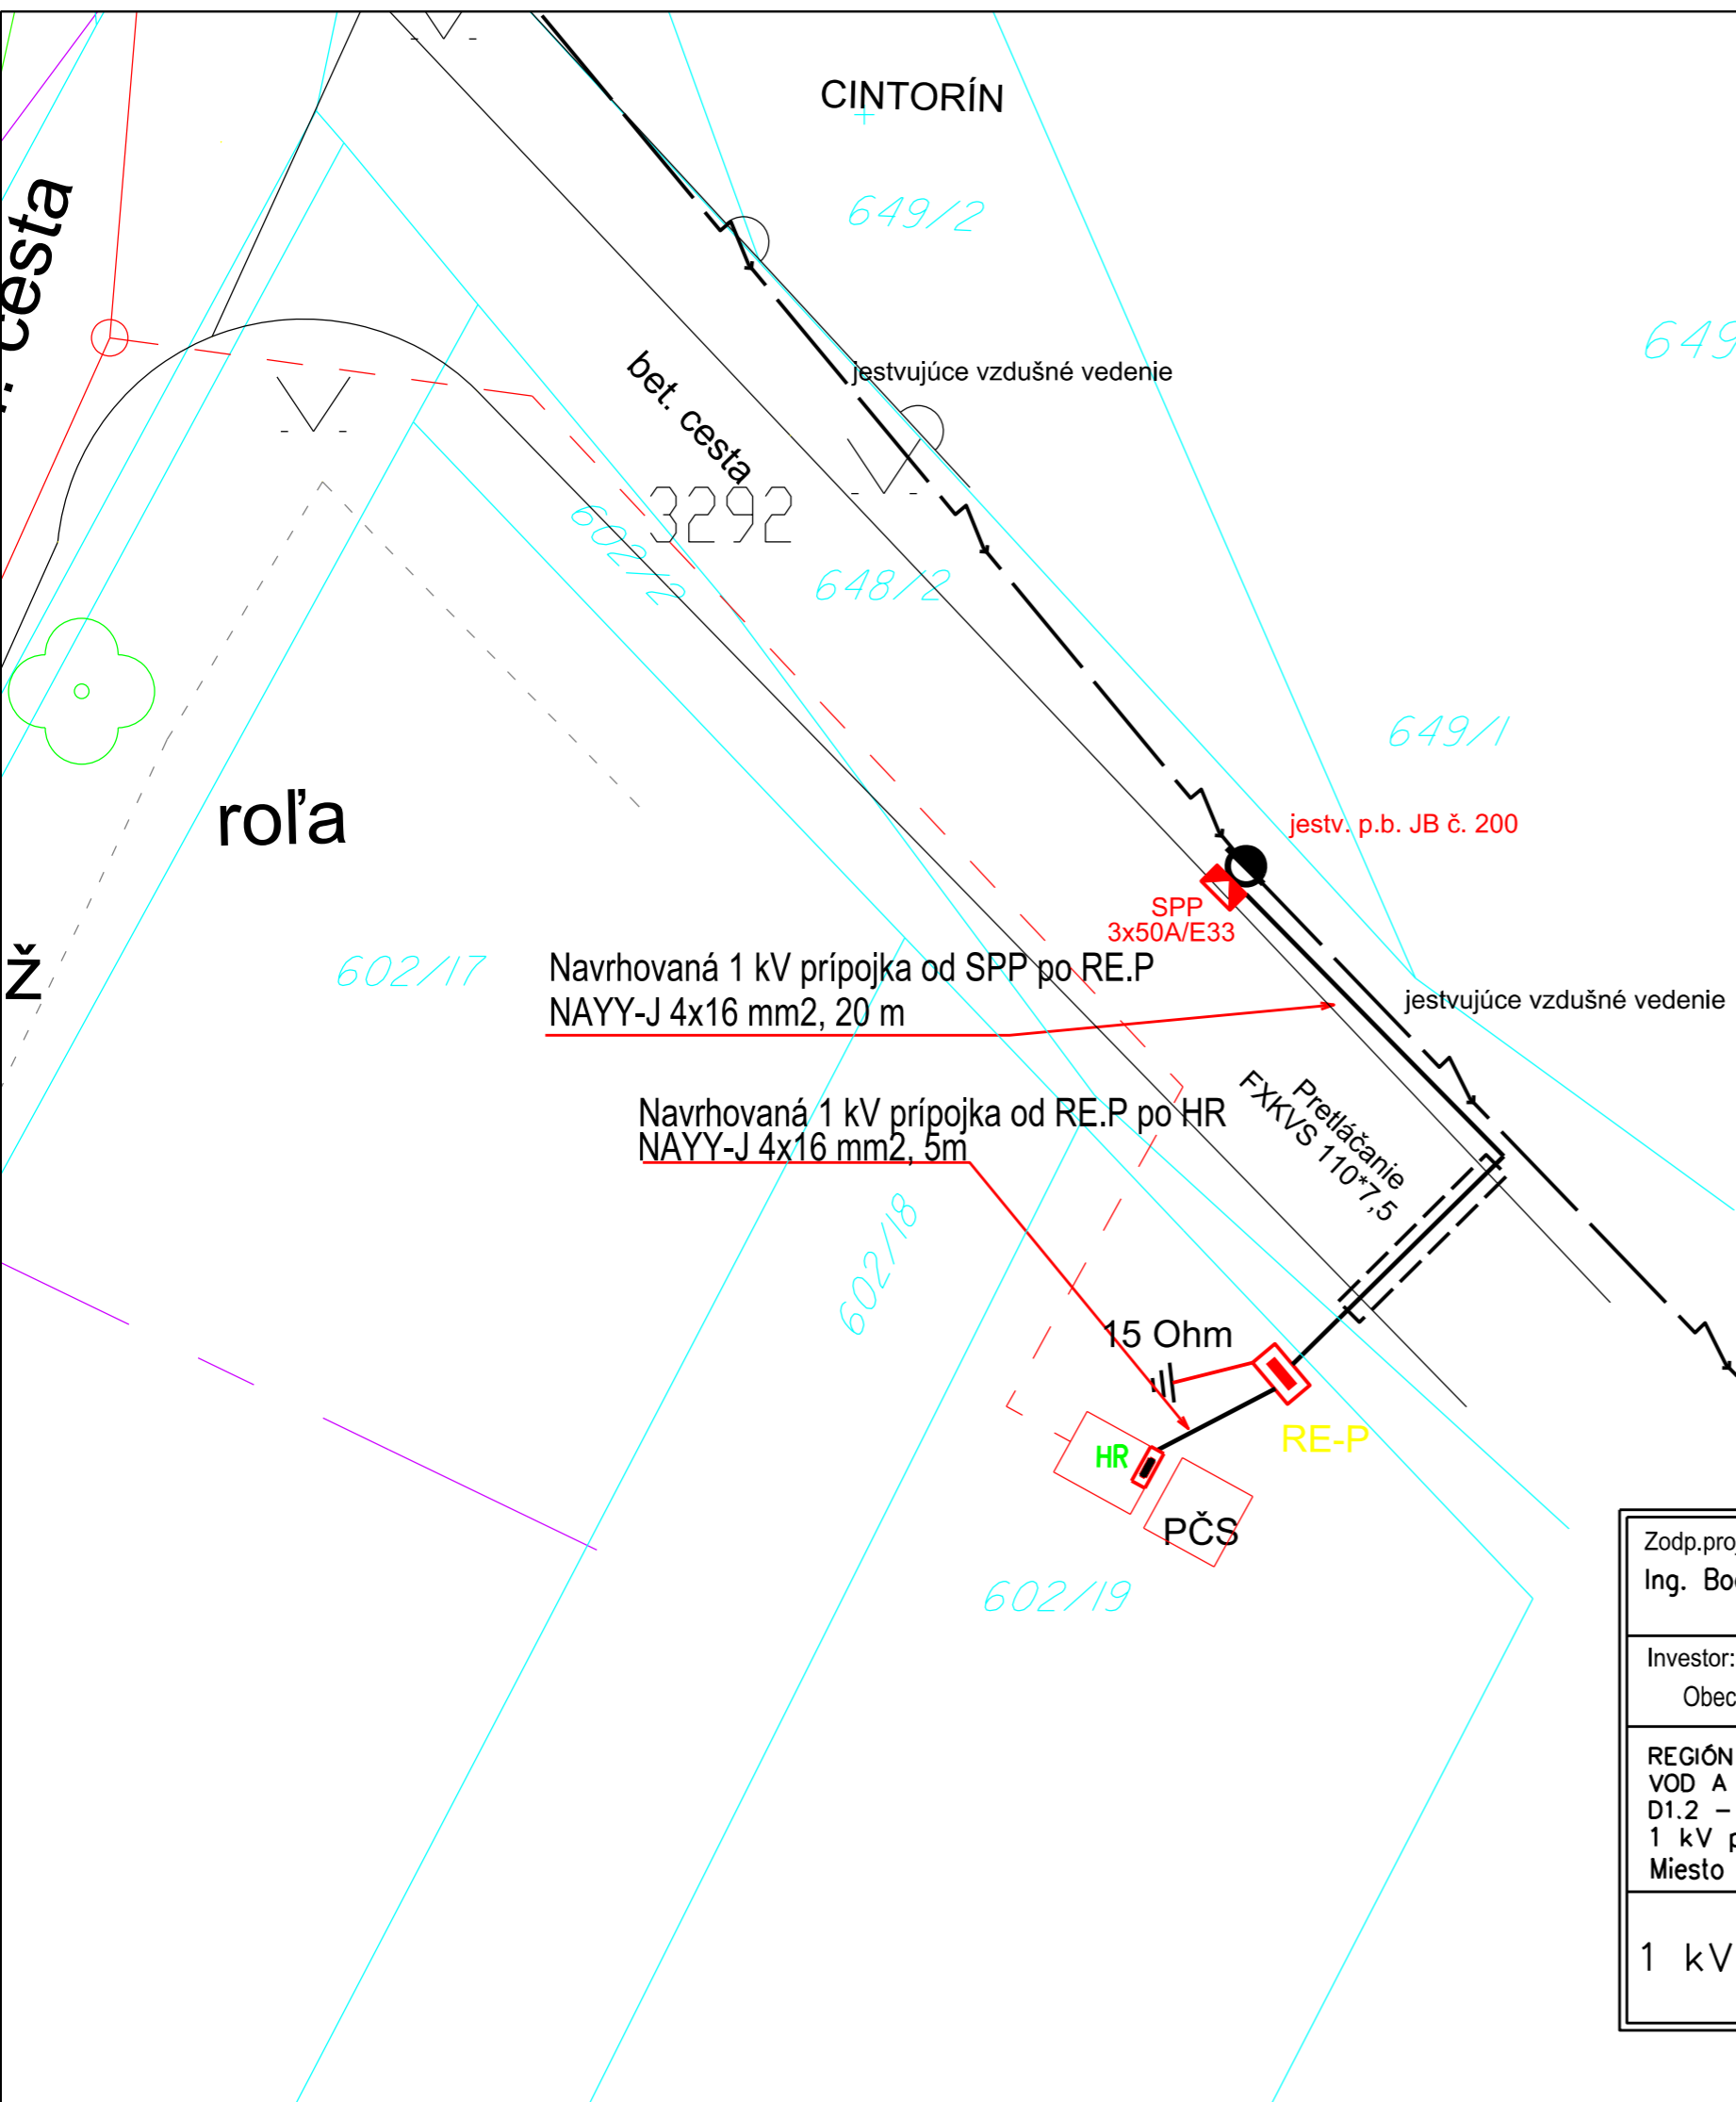 CINTORÍN
649/2
cesta
649
jestvujúce vzdušné vedenie
bet. cesta
3292
602/2
648/2
649/1
roľa
jestv. p.b. JB č. 200
SPP
3x50A/E33
ž
602/17
Navrhovaná 1 kV prípojka od SPP po RE.P
NAYY-J 4x16 mm2, 20 m
jestvujúce vzdušné vedenie
Pretláčanie
FXKVS 110*7,5
Navrhovaná 1 kV prípojka od RE.P po HR
NAYY-J 4x16 mm2, 5m
602/18
15 Ohm
RE-P
HR
PČS
602/19
Zodp.proj
Ing.
Investor:
Obec
REGIÓN
VOD A
D1.2 –
1 kV p
Miesto
1 kV